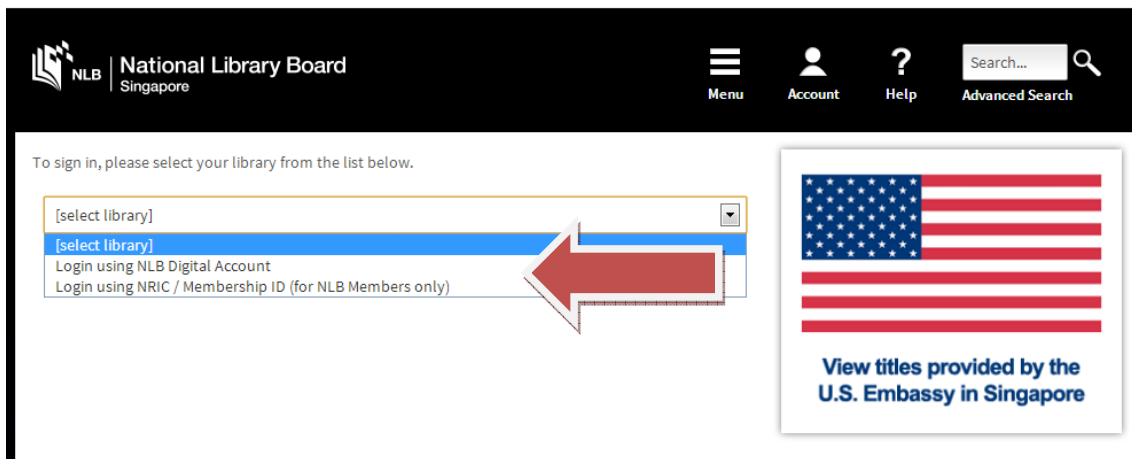 NLB
National Library Board
Singapore
Menu
Account
?
Help
Search...
Advanced Search
To sign in, please select your library from the list below.
[select library]
[select library]
Login using NLB Digital Account
Login using NRIC / Membership ID (for NLB Members only)
View titles provided by the
U.S. Embassy in Singapore